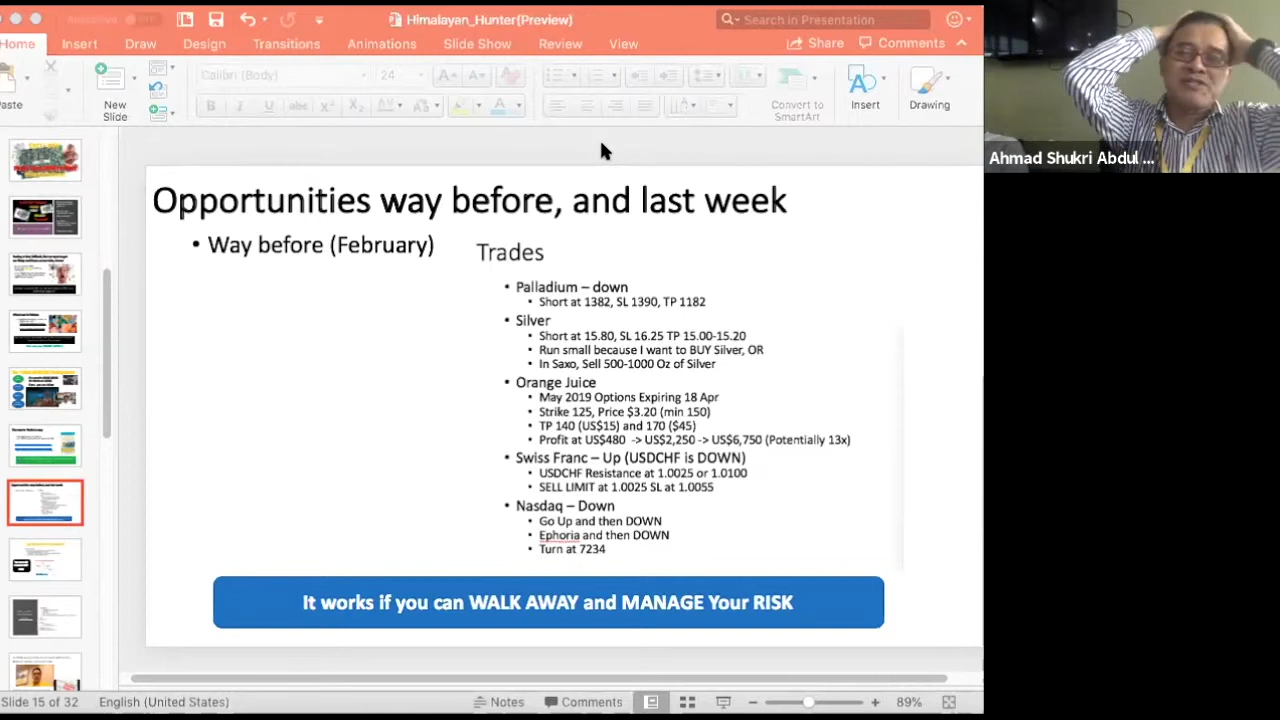 AutoSave OFF
Himalayan_Hunter[Preview]
Search in Presentation
Home Insert Draw Design Transitions Animations Slide Show Review View Share Comments
Paste
New
Slide
Calibri (Body) 24
B I U abc X² X₂
Convert to
SmartArt
Insert
Drawing
Ahmad Shukri Abdul ...
Opportunities way before, and last week
• Way before (February)
Trades
• Palladium – down
• Short at 1382, SL 1390, TP 1182
• Silver
• Short at 15.80, SL 16.25 TP 15.00-15.20
• Run small because I want to BUY Silver, OR
• In Saxo, Sell 500-1000 Oz of Silver
• Orange Juice
• May 2019 Options Expiring 18 Apr
• Strike 125, Price $3.20 (min 150)
• TP 140 (US$15) and 170 ($45)
• Profit at US$480 -> US$2,250 -> US$6,750 (Potentially 13x)
• Swiss Franc – Up (USDCHF is DOWN)
• USDCHF Resistance at 1.0025 or 1.0100
• SELL LIMIT at 1.0025 SL at 1.0055
• Nasdaq – Down
• Go Up and then DOWN
• Ephoria and then DOWN
• Turn at 7234
It works if you can WALK AWAY and MANAGE Your RISK
Slide 15 of 32 English (United States) Notes Comments 89%